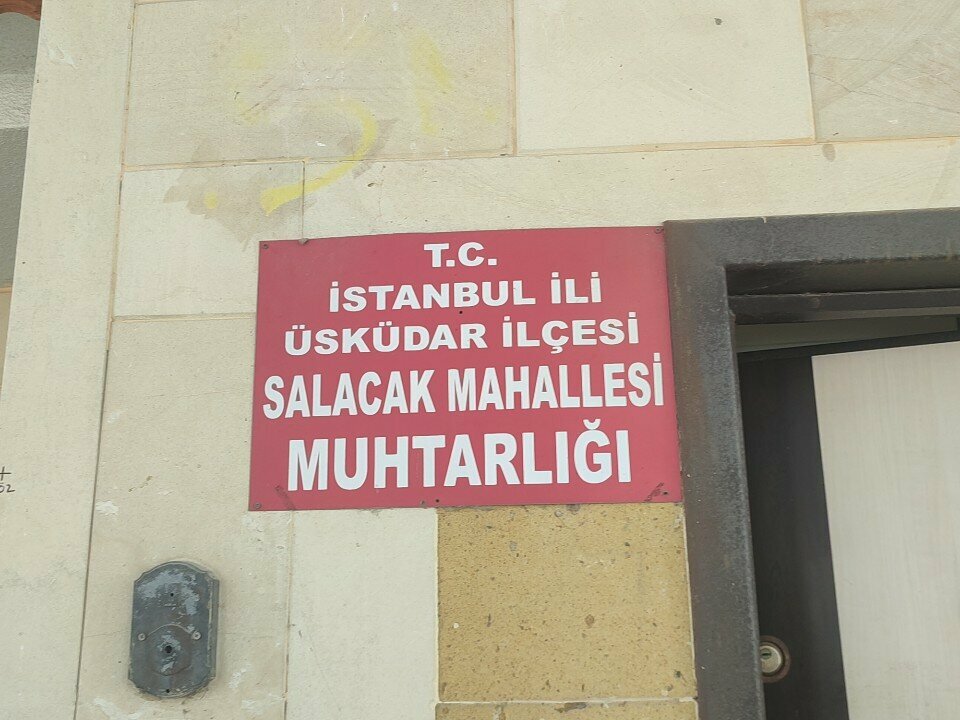 T.C.
İSTANBUL İLİ
ÜSKÜDAR İLÇESİ
SALACAK MAHALLESİ
MUHTARLIĞI